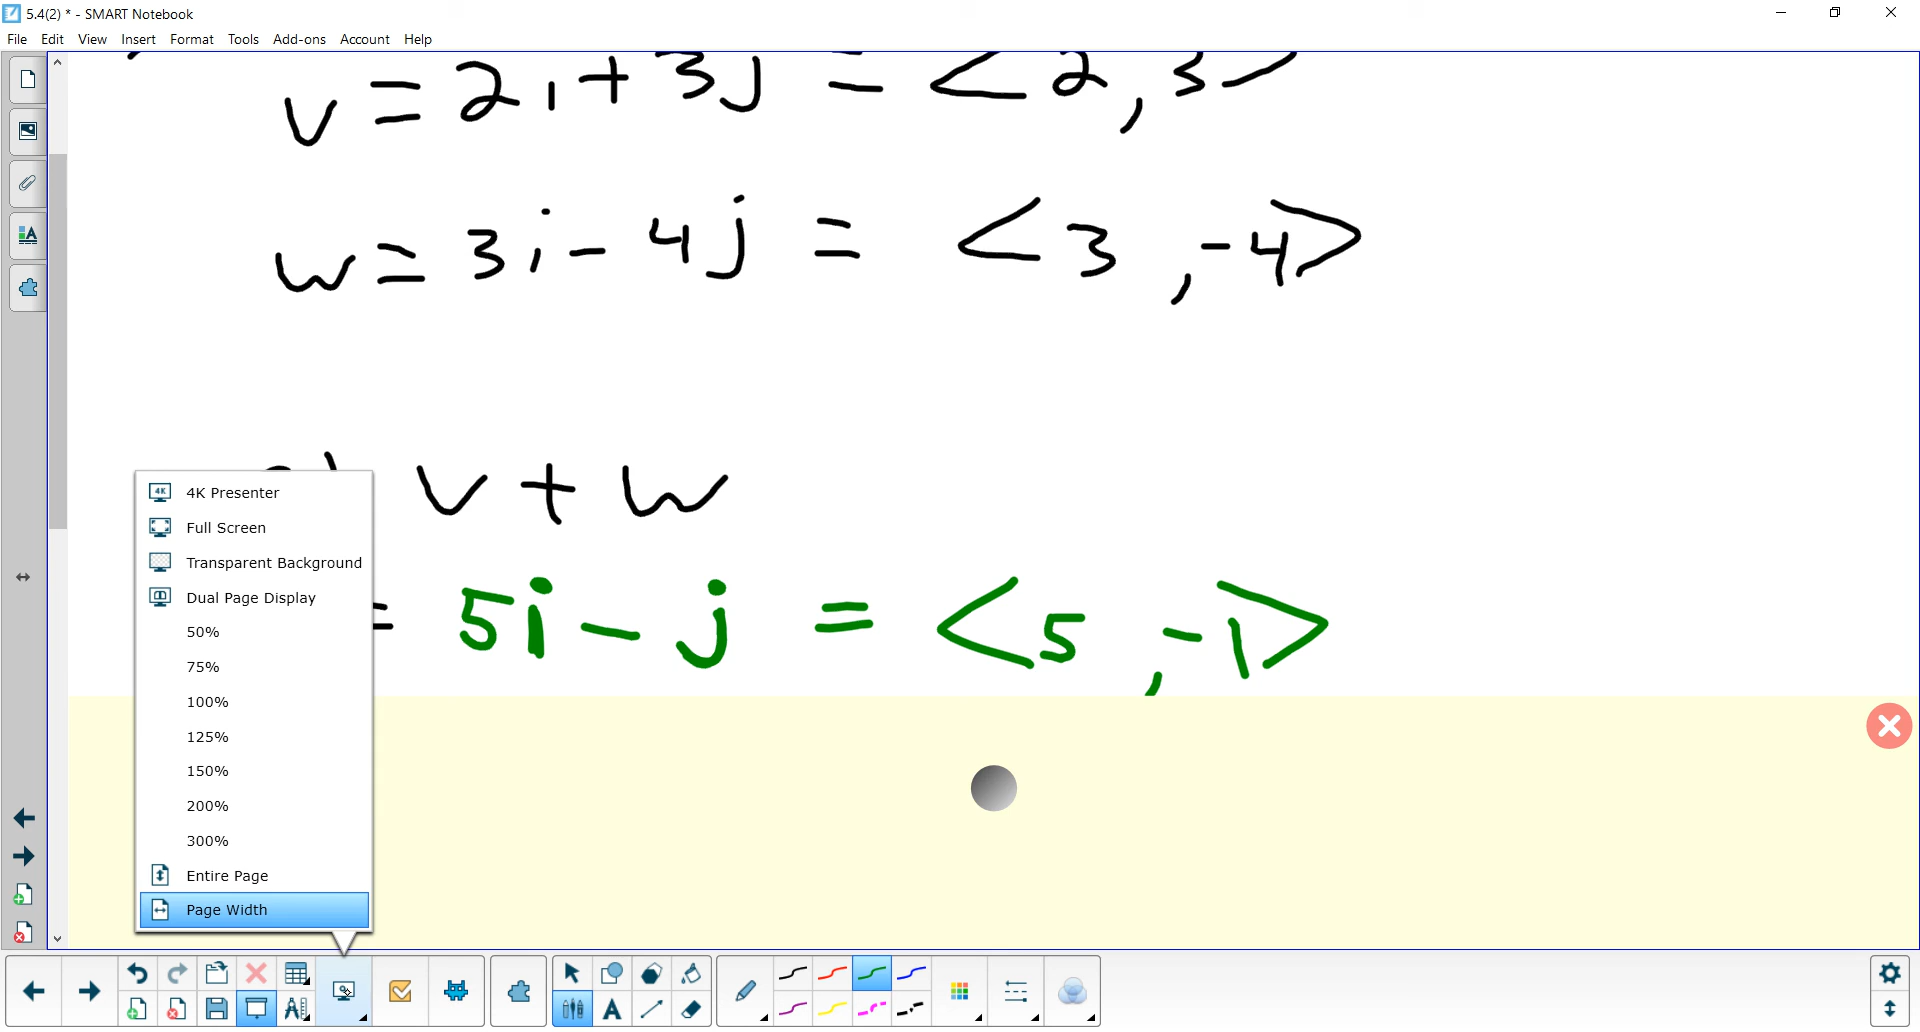 5.4(2) * - SMART Notebook
File Edit View Insert Format Tools Add-ons Account Help
v = 2i + 3j = <2, 3>
w = 3i - 4j = <3, -4>
v + w
= 5i - j = <5, -1>
4K Presenter
Full Screen
Transparent Background
Dual Page Display
50%
75%
100%
125%
150%
200%
300%
Entire Page
Page Width